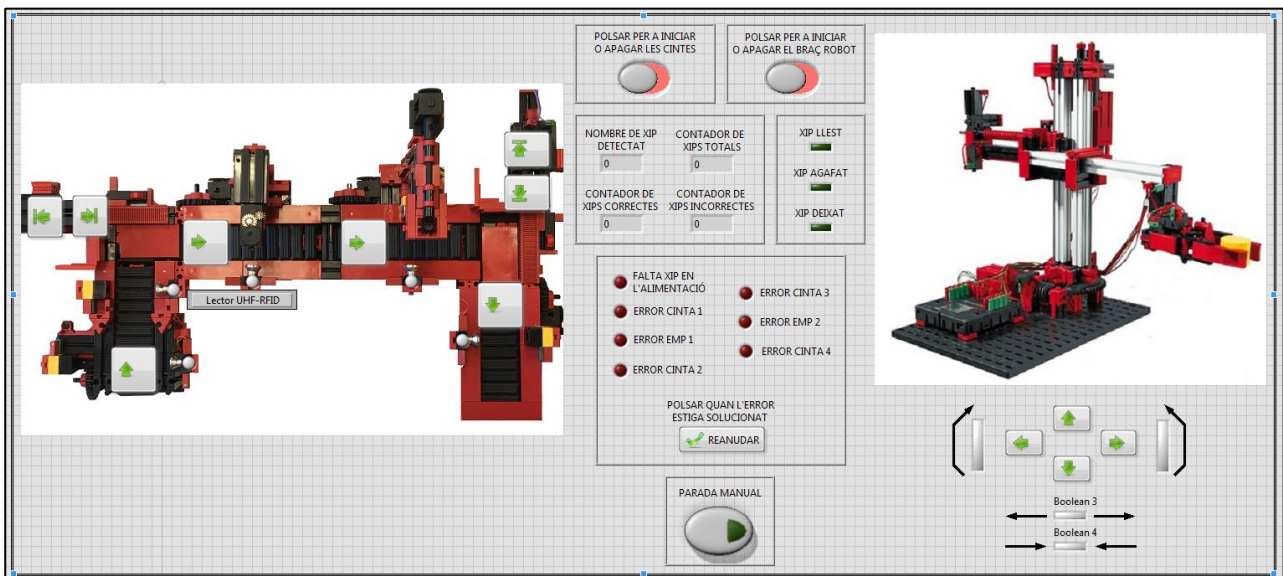 POLSAR PER A INICIAR
O APAGAR LES CINTES
POLSAR PER A INICIAR
O APAGAR EL BRAÇ ROBOT
NOMBRE DE XIP
DETECTAT
0
CONTADOR DE
XIPS TOTALS
0
CONTADOR DE
XIPS CORRECTES
0
CONTADOR DE
XIPS INCORRECTES
0
XIP LLEST
XIP AGAFAT
XIP DEIXAT
Lector UHF-RFID
FALTA XIP EN
L'ALIMENTACIÓ
ERROR CINTA 1
ERROR EMP 1
ERROR CINTA 2
ERROR CINTA 3
ERROR EMP 2
ERROR CINTA 4
POLSAR QUAN L'ERROR
ESTIGA SOLUCIONAT
REANUDAR
PARADA MANUAL
Boolean 3
Boolean 4